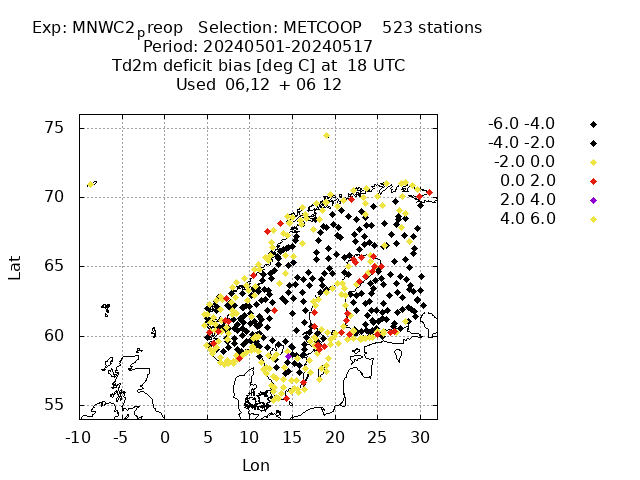 Exp: MNWC2preop Selection: METCOOP 523 stations
Period: 20240501-20240517
Td2m deficit bias [deg C] at 18 UTC
Used 06,12 + 06 12
-6.0 -4.0
-4.0 -2.0
-2.0 0.0
0.0 2.0
2.0 4.0
4.0 6.0
75
70
65
60
55
Lat
-10 -5 0 5 10 15 20 25 30
Lon